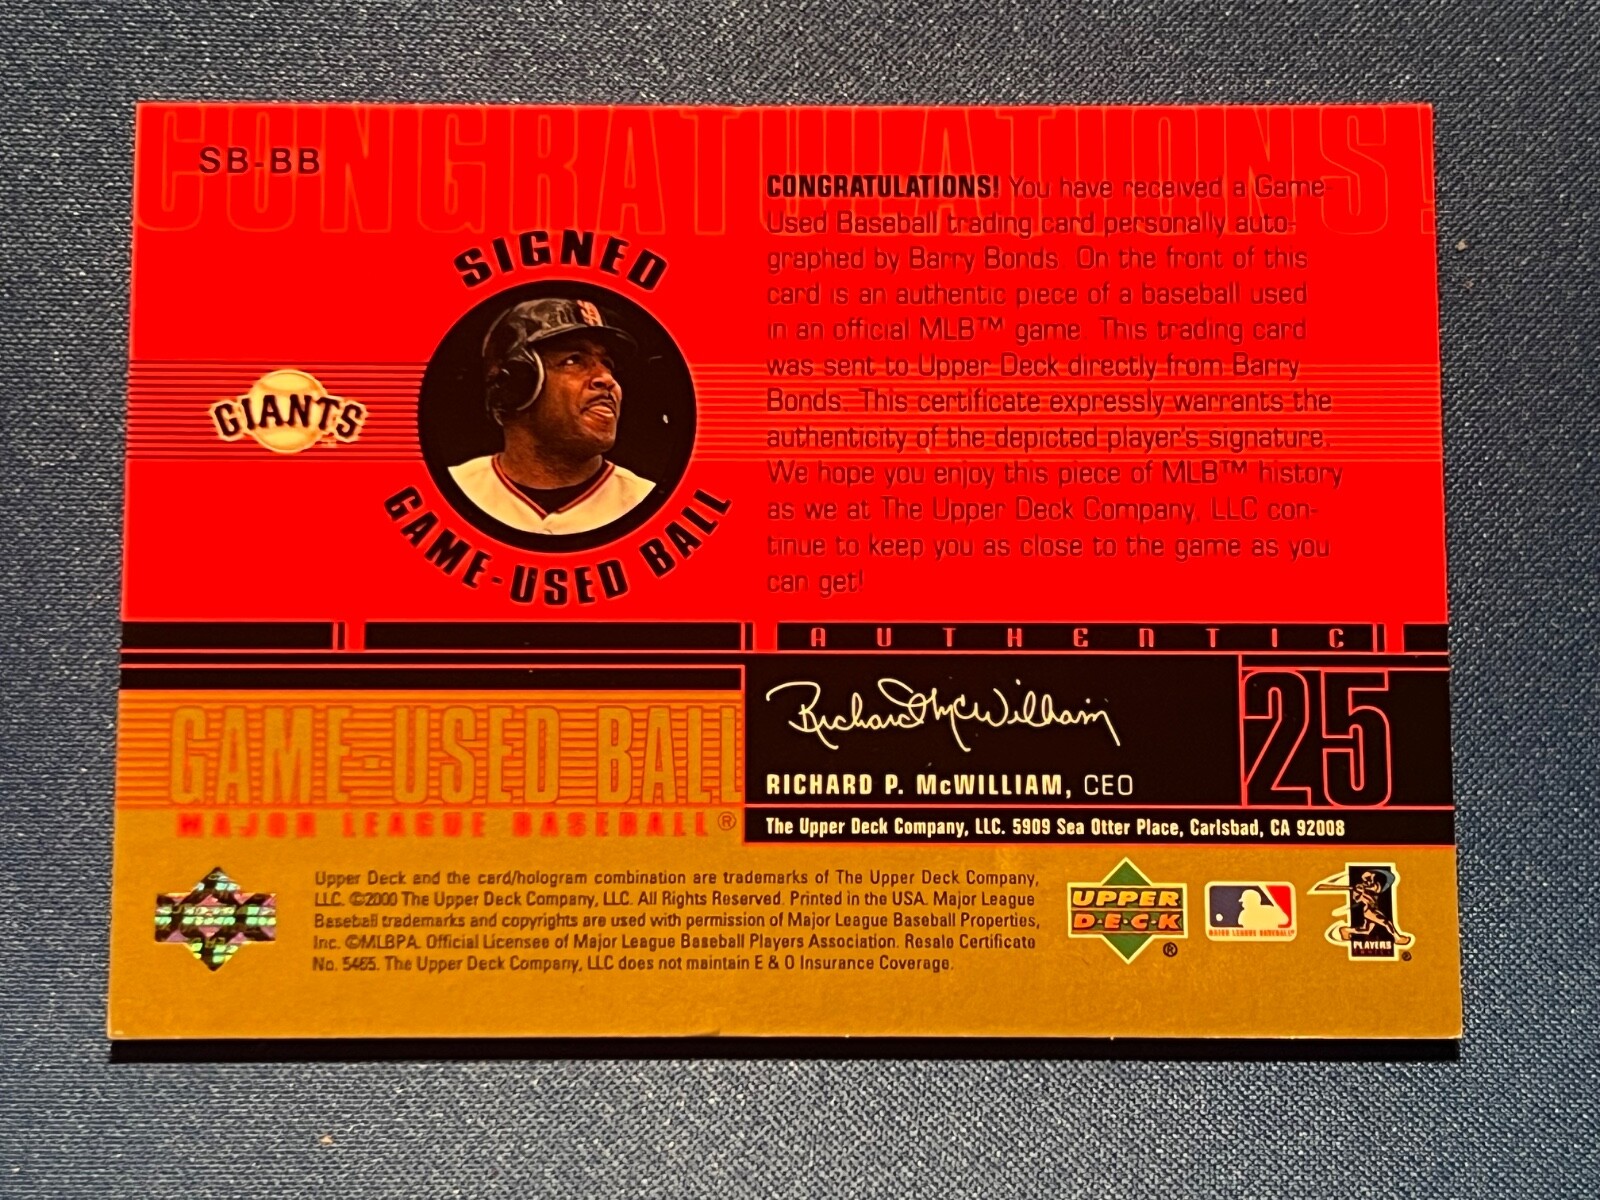 CONGRATULATIONS!
SB-BB
SIGNED
GAME-USED BALL
GIANTS
CONGRATULATIONS! You have received a Game-
Used Baseball trading card personally auto-
graphed by Barry Bonds. On the front of this
card is an authentic piece of a baseball used
in an official MLB™ game. This trading card
was sent to Upper Deck directly from Barry
Bonds. This certificate expressly warrants the
authenticity of the depicted player's signature.
We hope you enjoy this piece of MLB™ history
as we at The Upper Deck Company, LLC con-
tinue to keep you as close to the game as you
can get!
AUTHENTIC
GAME-USED BALL
MAJOR LEAGUE BASEBALL®
Richard McWilliam
RICHARD P. McWILLIAM, CEO
25
The Upper Deck Company, LLC. 5909 Sea Otter Place, Carlsbad, CA 92008
Upper Deck and the card/hologram combination are trademarks of The Upper Deck Company,
LLC. ©2000 The Upper Deck Company, LLC. All Rights Reserved. Printed in the USA. Major League
Baseball trademarks and copyrights are used with permission of Major League Baseball Properties,
Inc. ©MLBPA. Official Licensee of Major League Baseball Players Association. Resale Certificate
No. 5465. The Upper Deck Company, LLC does not maintain E & O Insurance Coverage.
UPPER
DECK
®
MAJOR LEAGUE BASEBALL
PLAYERS